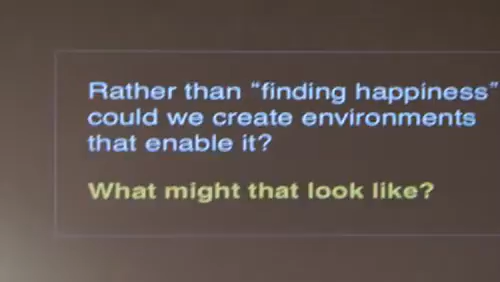 Rather than “finding happiness”
could we create environments
that enable it?
What might that look like?